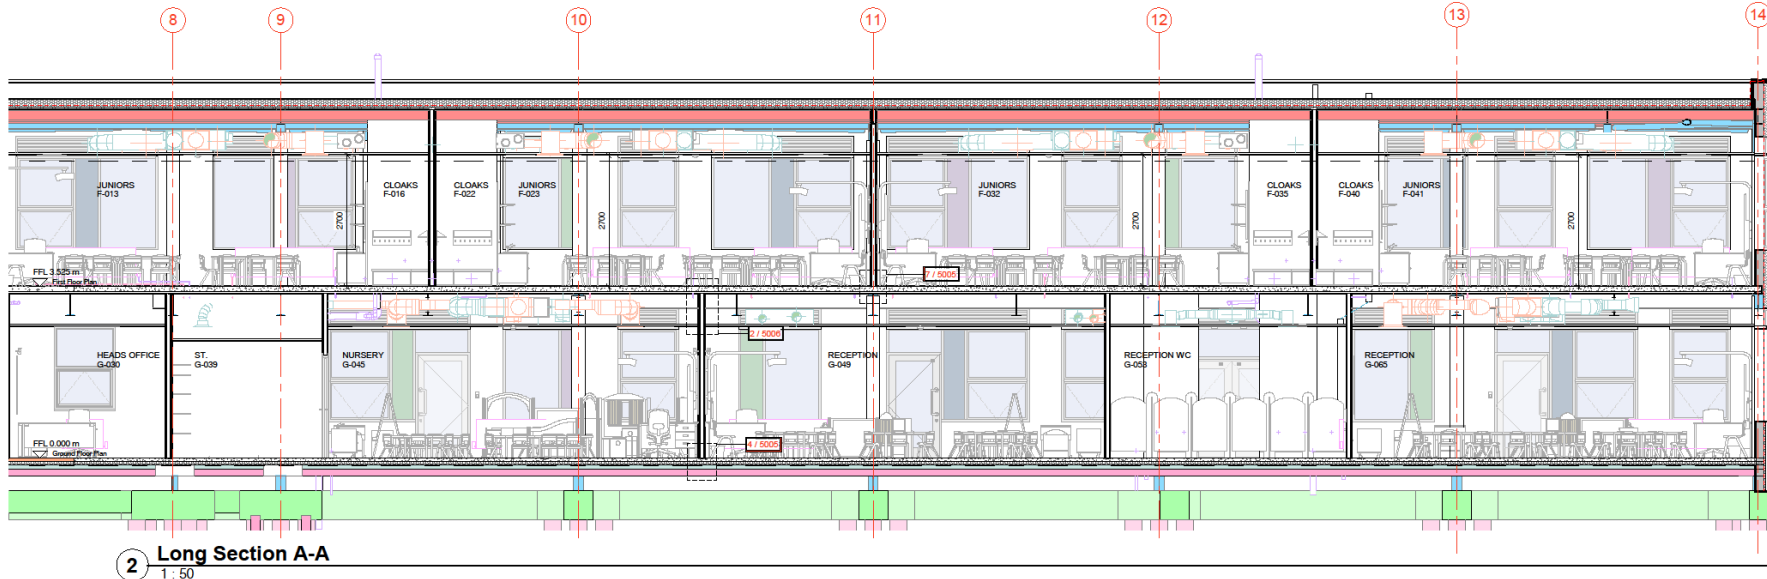 8
9
10
11
12
13
14
JUNIORS
F-013
CLOAKS
F-016
CLOAKS
F-022
JUNIORS
F-023
JUNIORS
F-032
CLOAKS
F-035
CLOAKS
F-040
JUNIORS
F-041
2700
2700
2700
2700
FFL 3.525 m
First Floor Plan
7 / 5005
2 / 5006
HEADS OFFICE
G-030
ST.
G-039
NURSERY
G-045
RECEPTION
G-049
RECEPTION WC
G-053
RECEPTION
G-065
FFL 0.000 m
Ground Floor Plan
4 / 5005
2
Long Section A-A
1 : 50